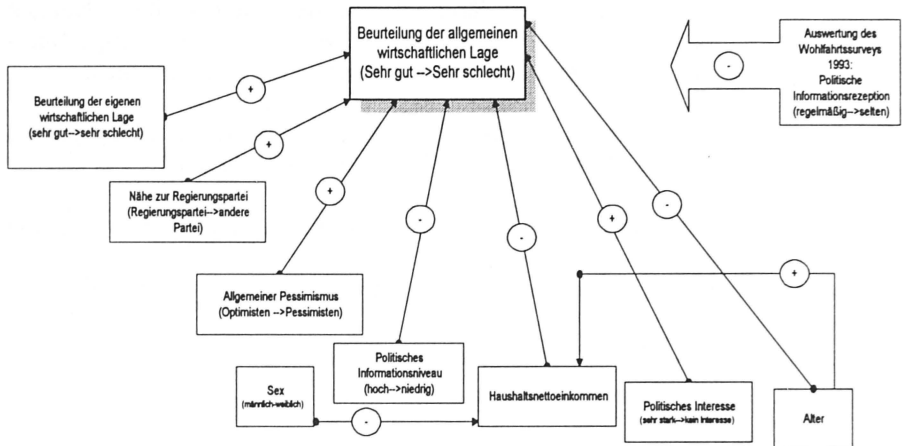 Beurteilung der allgemeinen
wirtschaftlichen Lage
(Sehr gut -->Sehr schlecht)
Auswertung des
Wohlfahrtssurveys
1993:
Politische
Informationsrezeption
(regelmäßig-->selten)
-
Beurteilung der eigenen
wirtschaftlichen Lage
(sehr gut-->sehr schlecht)
+
Nähe zur Regierungspartei
(Regierungspartei-->andere
Partei)
+
Allgemeiner Pessimismus
(Optimisten -->Pessimisten)
+
Politisches
Informationsniveau
(hoch-->niedrig)
-
Haushaltsnettoeinkommen
-
Politisches Interesse
(sehr stark-->kein Interesse)
+
Alter
-
+
Sex
(männlich-weiblich)
-